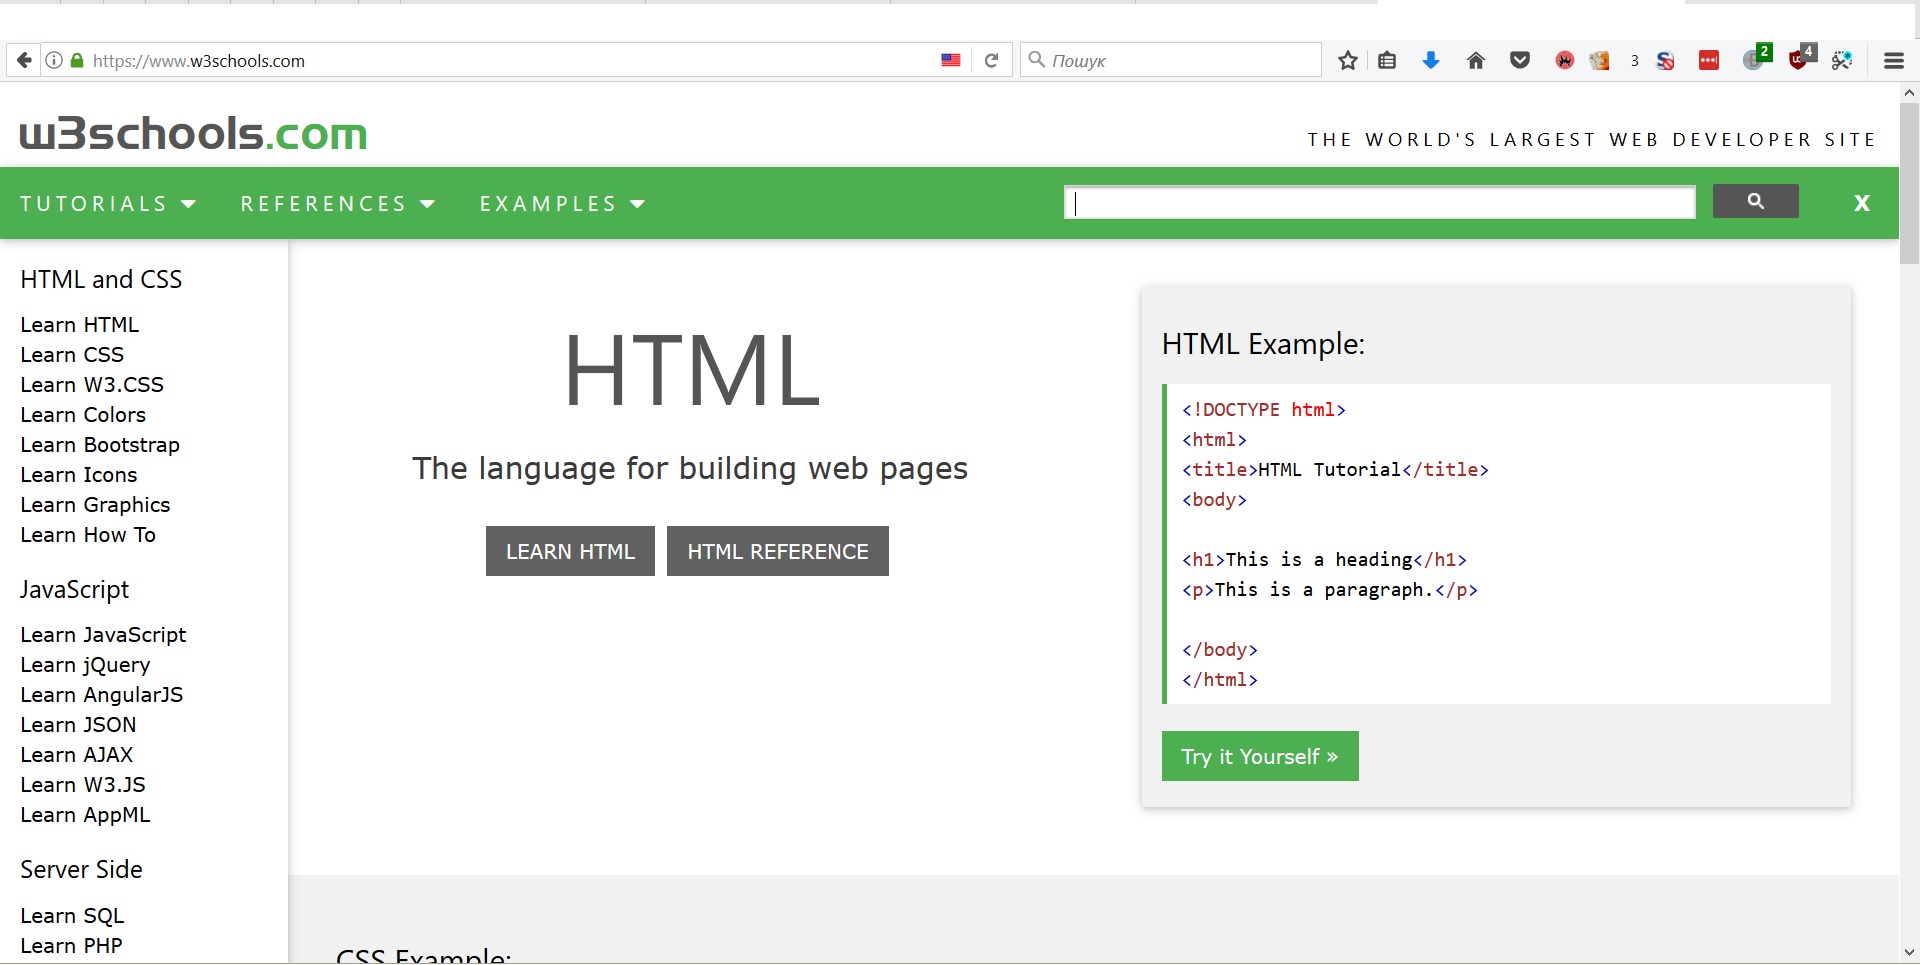 https://www.w3schools.com
Пошук
3
2
4
w3schools.com
THE WORLD'S LARGEST WEB DEVELOPER SITE
TUTORIALS REFERENCES EXAMPLES X
HTML and CSS
Learn HTML
Learn CSS
Learn W3.CSS
Learn Colors
Learn Bootstrap
Learn Icons
Learn Graphics
Learn How To
JavaScript
Learn JavaScript
Learn jQuery
Learn AngularJS
Learn JSON
Learn AJAX
Learn W3.JS
Learn AppML
Server Side
Learn SQL
Learn PHP
HTML
The language for building web pages
LEARN HTML HTML REFERENCE
HTML Example:
<!DOCTYPE html>
<html>
<title>HTML Tutorial</title>
<body>
<h1>This is a heading</h1>
<p>This is a paragraph.</p>
</body>
</html>
Try it Yourself »
CSS Example: